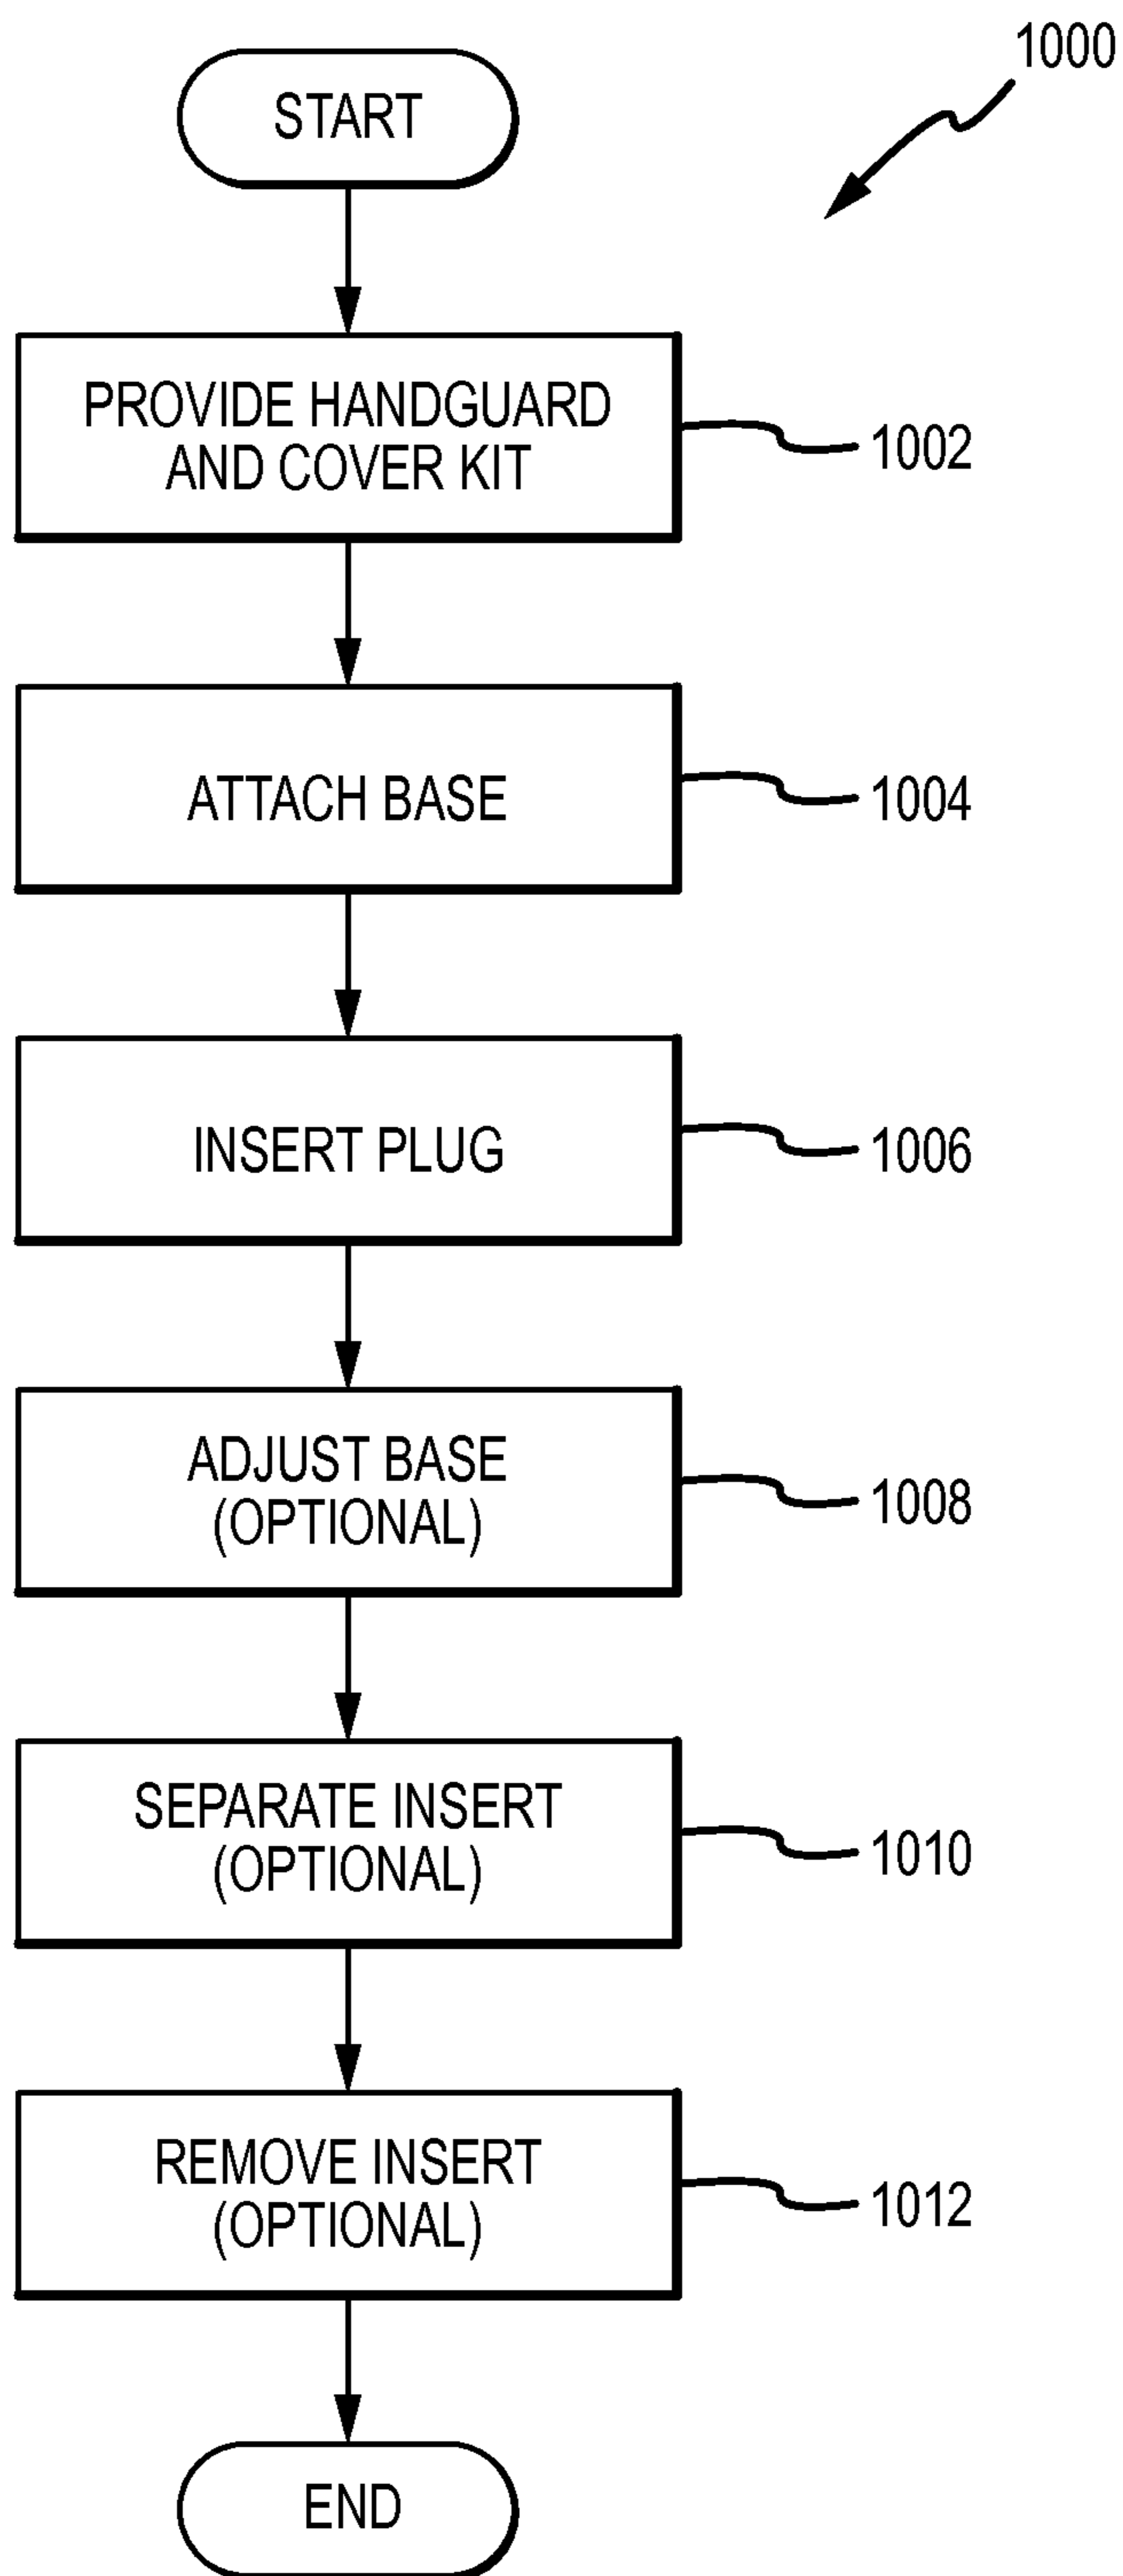 1000
START
PROVIDE HANDGUARD
AND COVER KIT
1002
ATTACH BASE
1004
INSERT PLUG
1006
ADJUST BASE
(OPTIONAL)
1008
SEPARATE INSERT
(OPTIONAL)
1010
REMOVE INSERT
(OPTIONAL)
1012
END